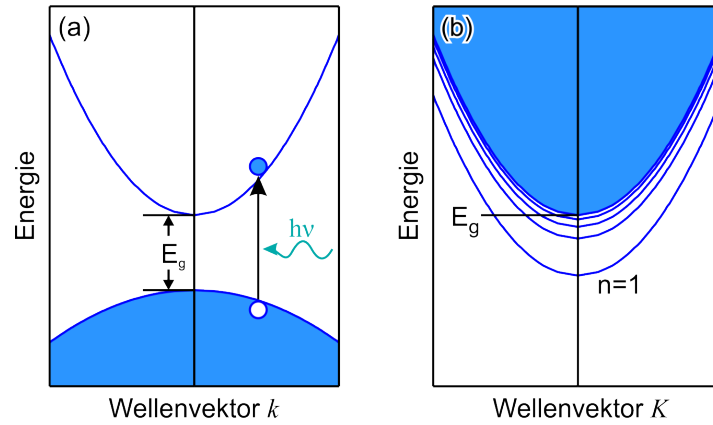 (a)
Energie
E_g
hν
Wellenvektor k
(b)
Energie
E_g
n=1
Wellenvektor K